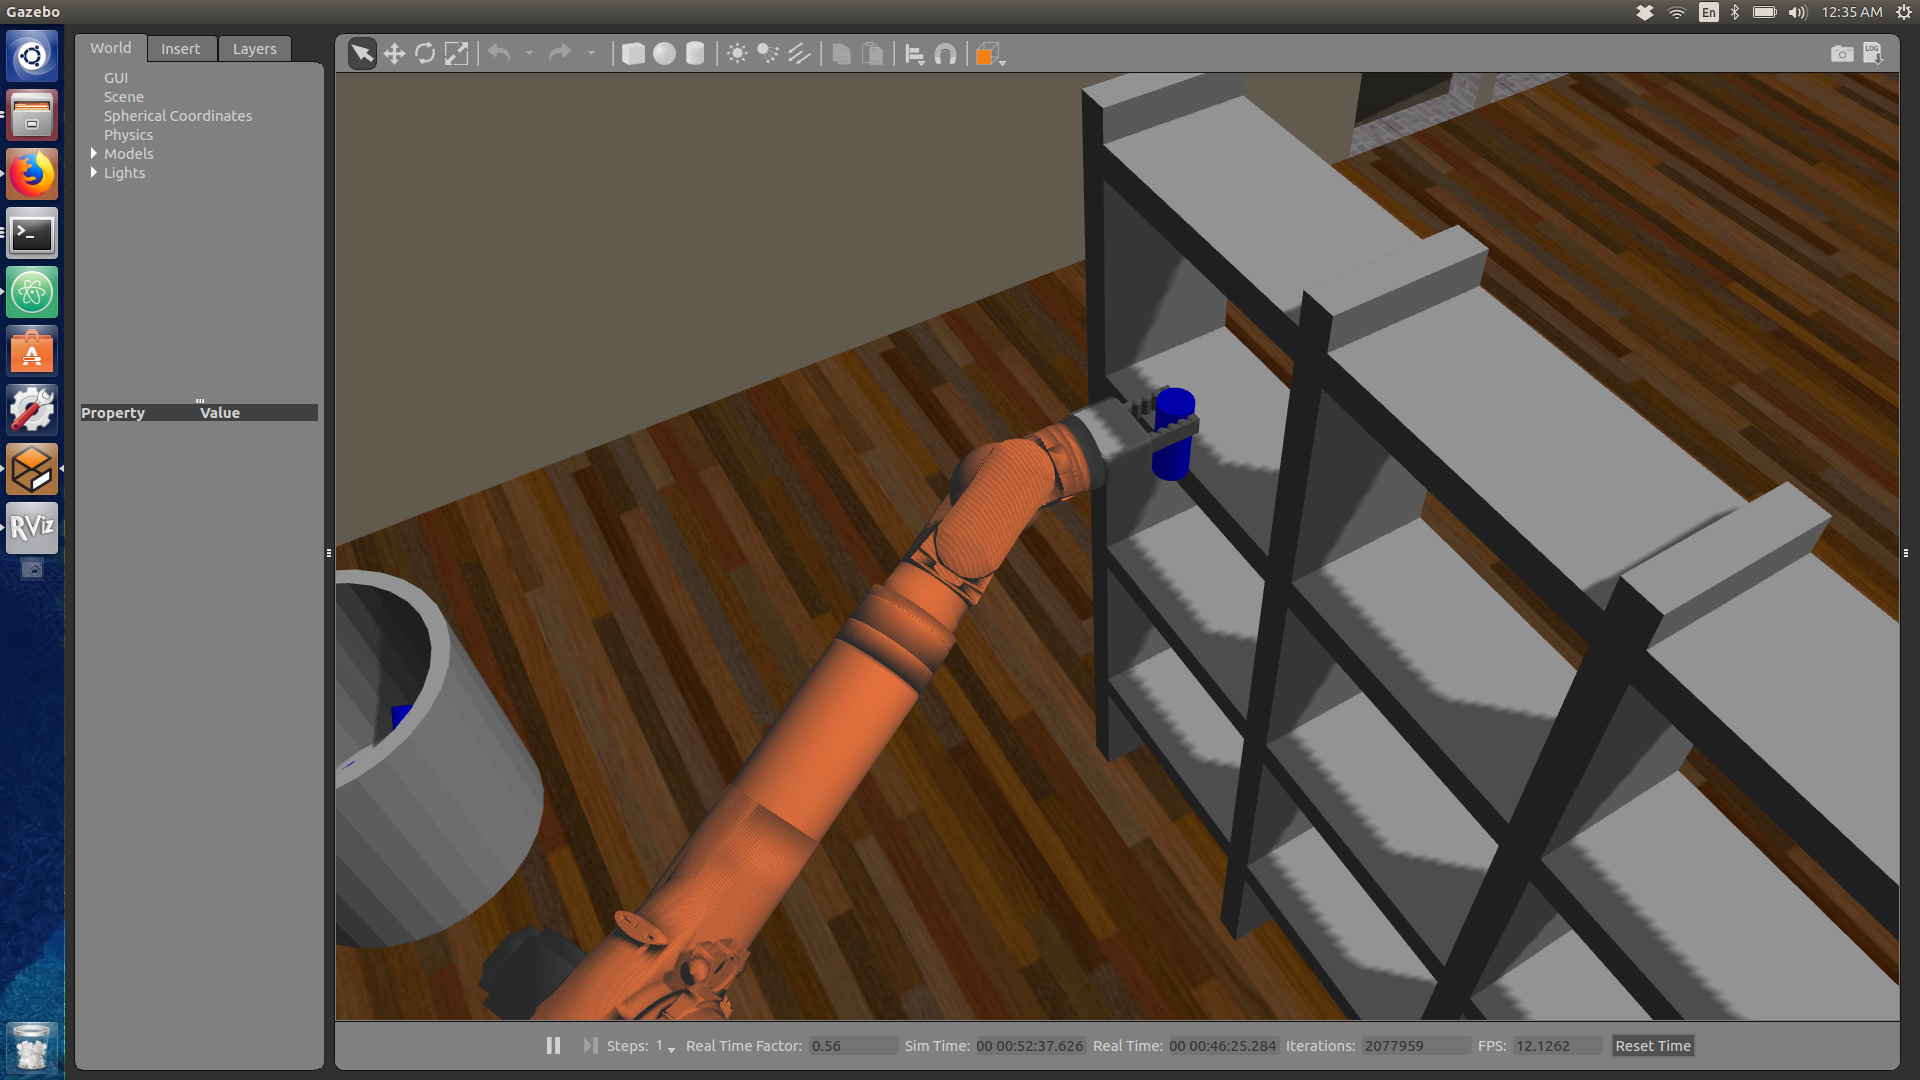 Gazebo
En
12:35 AM
World
Insert
Layers
LOG
GUI
Scene
Spherical Coordinates
Physics
Models
Lights
>_
A
Property Value
RViz
Steps: 1
Real Time Factor: 0.56
Sim Time: 00 00:52:37.626
Real Time: 00 00:46:25.284
Iterations: 2077959
FPS: 12.1262
Reset Time